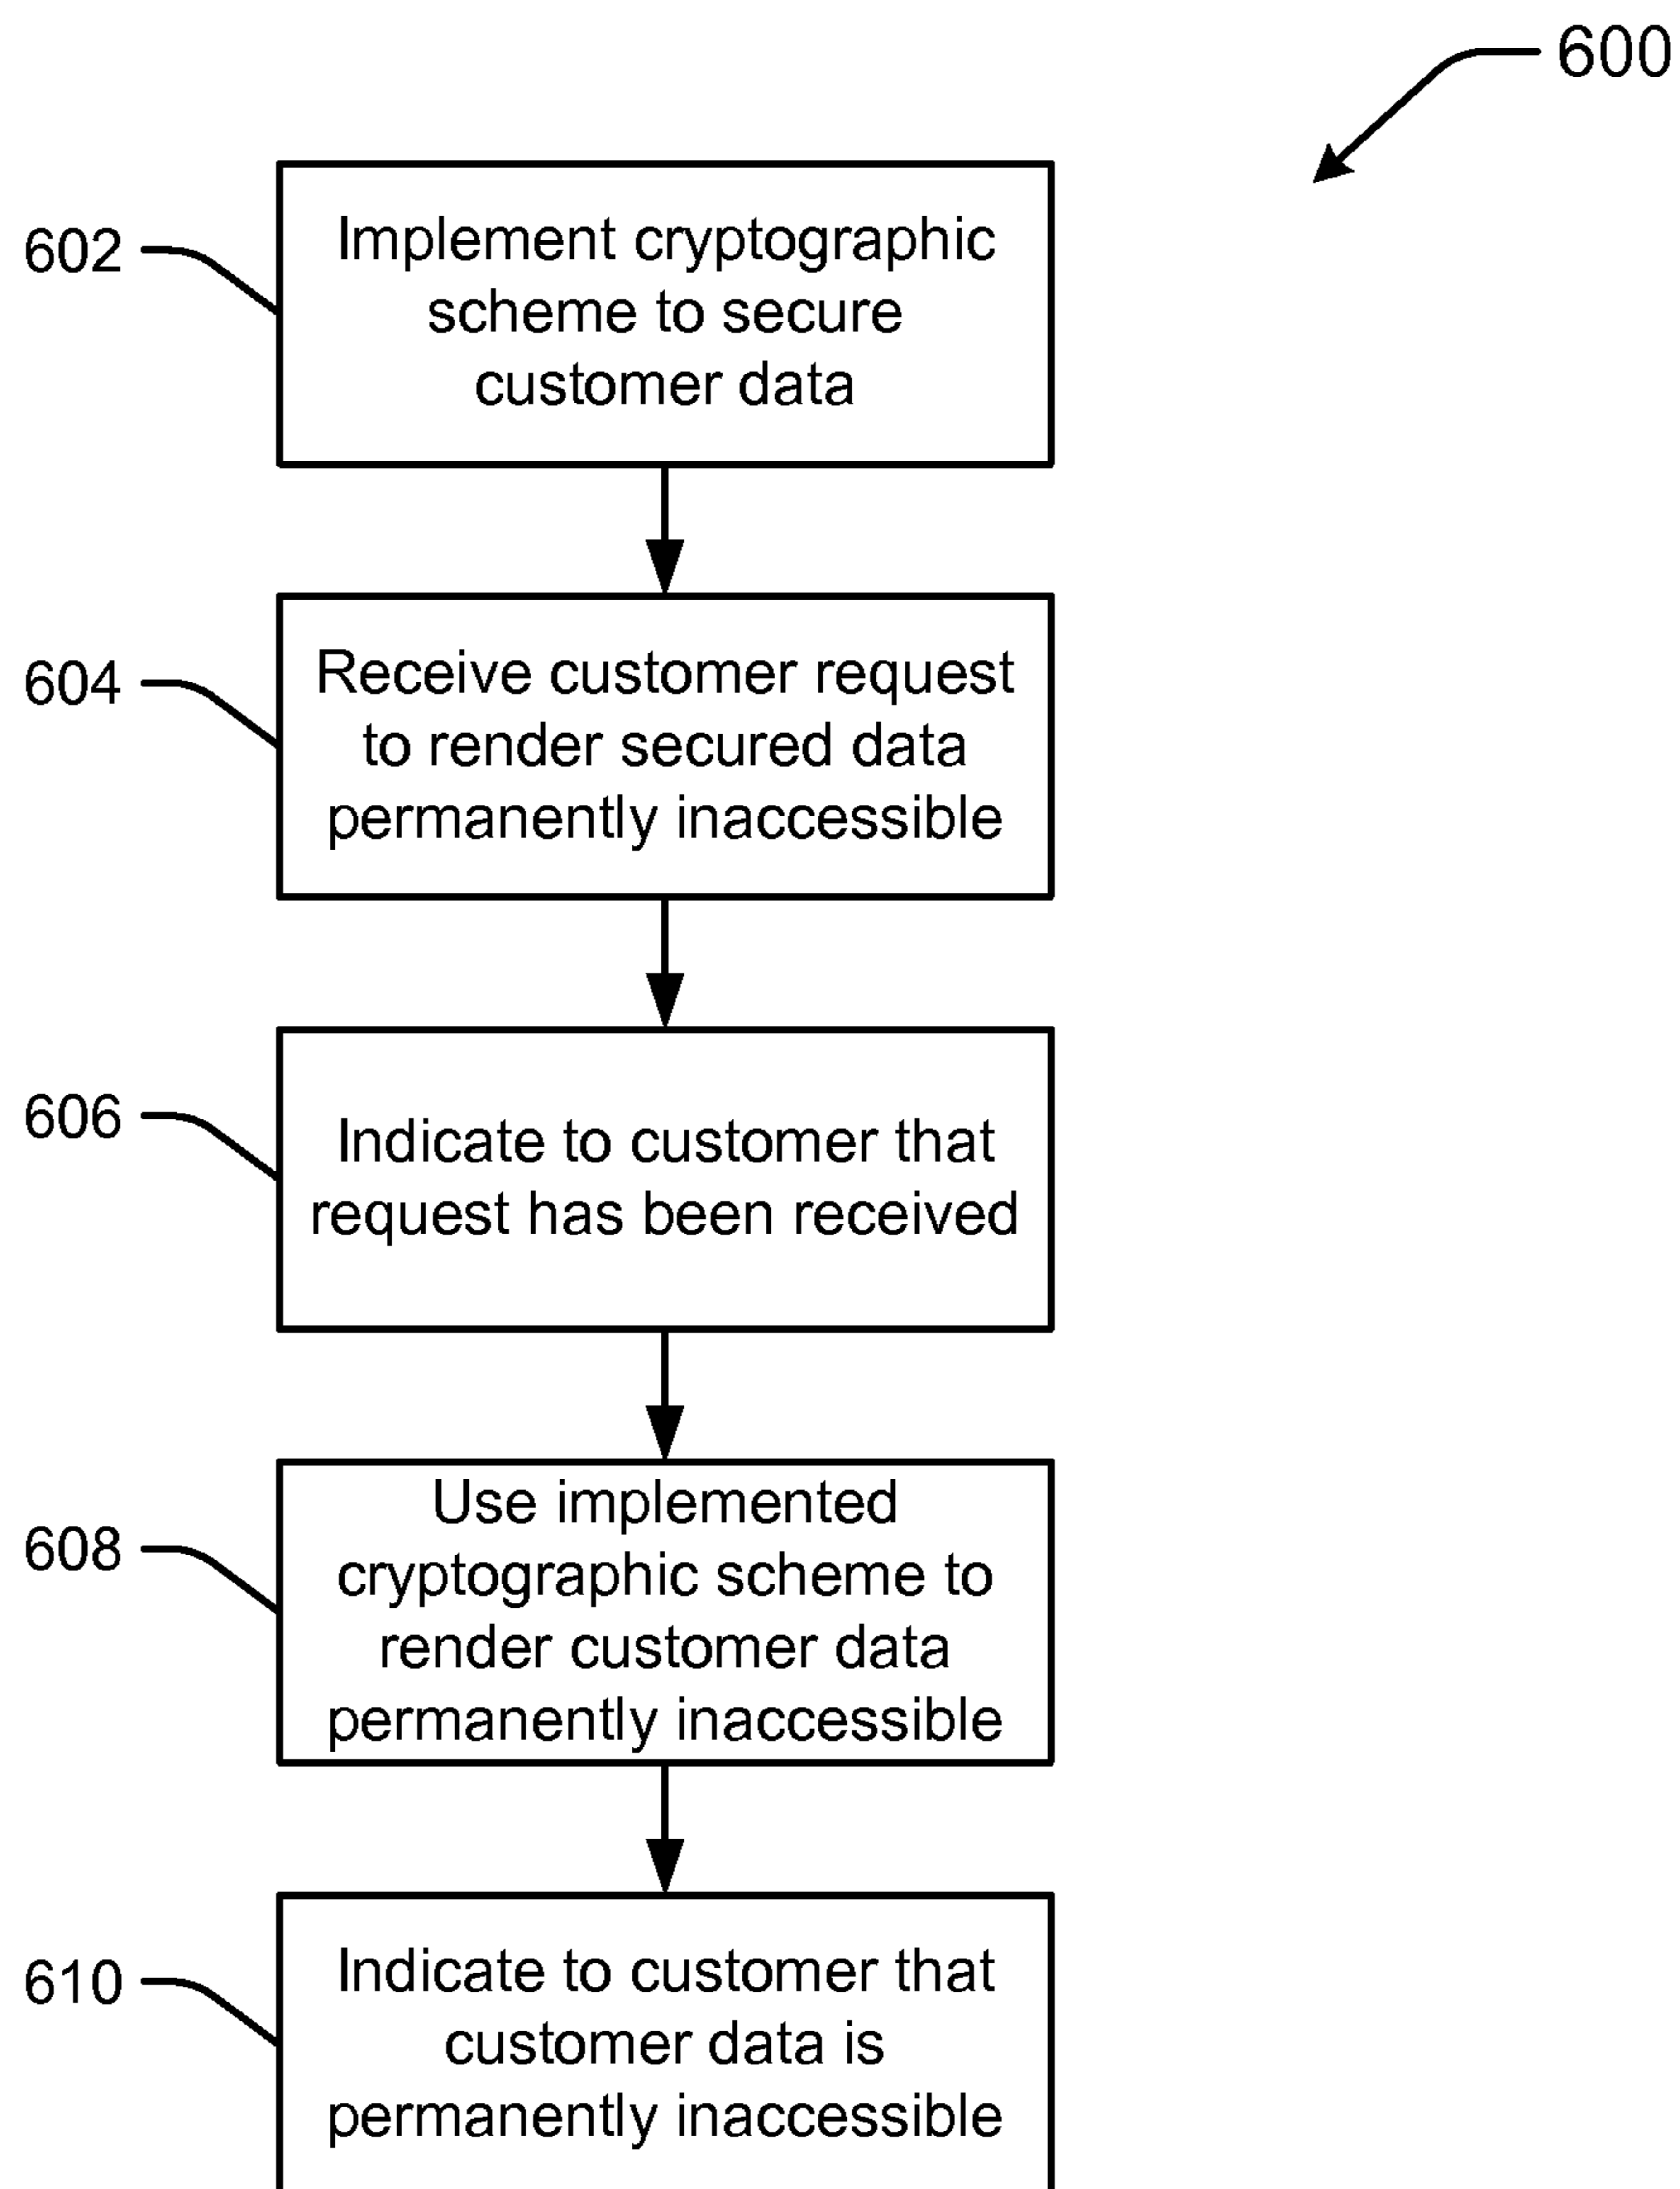 600
602
Implement cryptographic
scheme to secure
customer data
604
Receive customer request
to render secured data
permanently inaccessible
606
Indicate to customer that
request has been received
608
Use implemented
cryptographic scheme to
render customer data
permanently inaccessible
610
Indicate to customer that
customer data is
permanently inaccessible